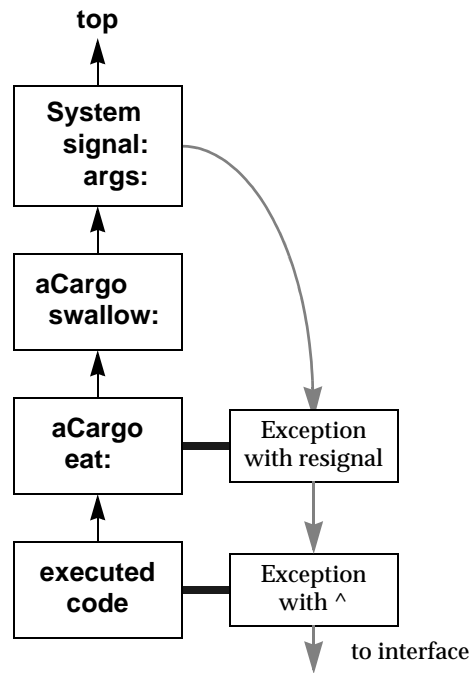 top
System
signal:
args:
aCargo
swallow:
aCargo
eat:
Exception
with resignal
executed
code
Exception
with ^
to interface